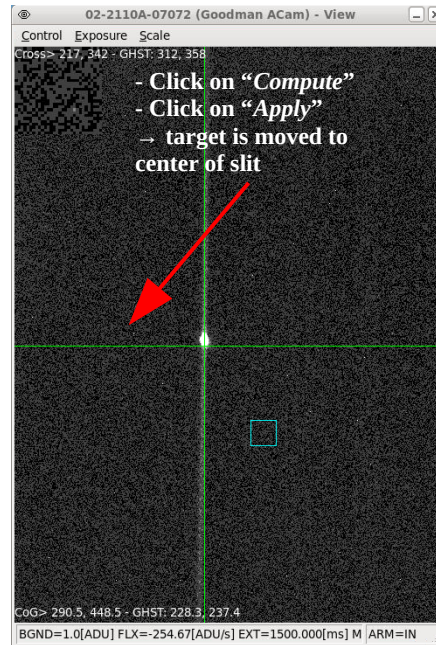 02-2110A-07072 (Goodman ACam) - View
Control Exposure Scale
Cross> 217, 342 - GHST: 312, 358
- Click on “Compute”
- Click on “Apply”
→ target is moved to
center of slit
CoG> 290.5, 448.5 - GHST: 228.3, 237.4
BGND=1.0[ADU] FLX=-254.67[ADU/s] EXT=1500.000[ms] M ARM=IN